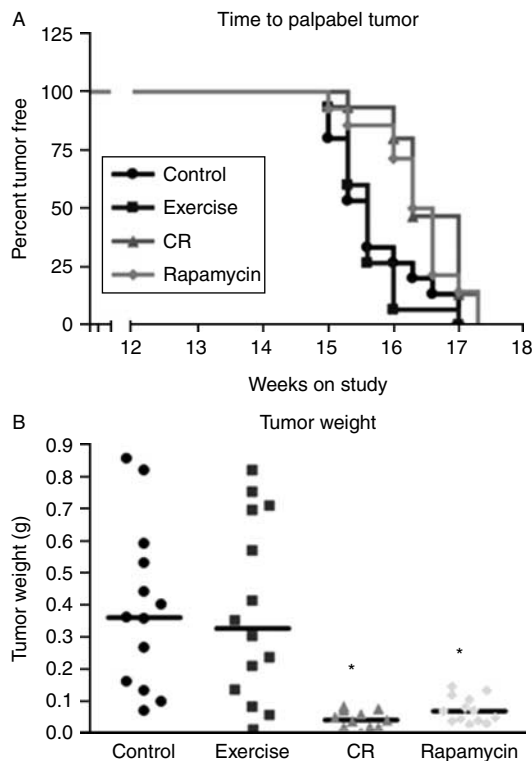 A
Time to palpabel tumor
Percent tumor free
125
100
75
50
25
0
Control
Exercise
CR
Rapamycin
12 13 14 15 16 17 18
Weeks on study
B
Tumor weight
Tumor weight (g)
0.9
0.8
0.7
0.6
0.5
0.4
0.3
0.2
0.1
0.0
*
*
Control Exercise CR Rapamycin